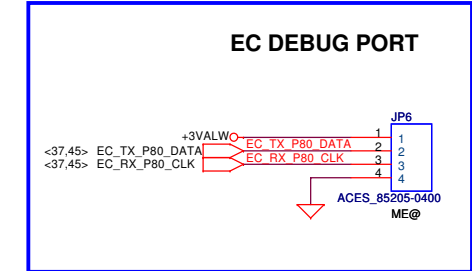 EC DEBUG PORT
JP6
+3VALW 1 1
<37,45> EC_TX_P80_DATA EC_TX_P80_DATA 2 2
<37,45> EC_RX_P80_CLK EC_RX_P80_CLK 3 3
4 4
ACES_85205-0400
ME@